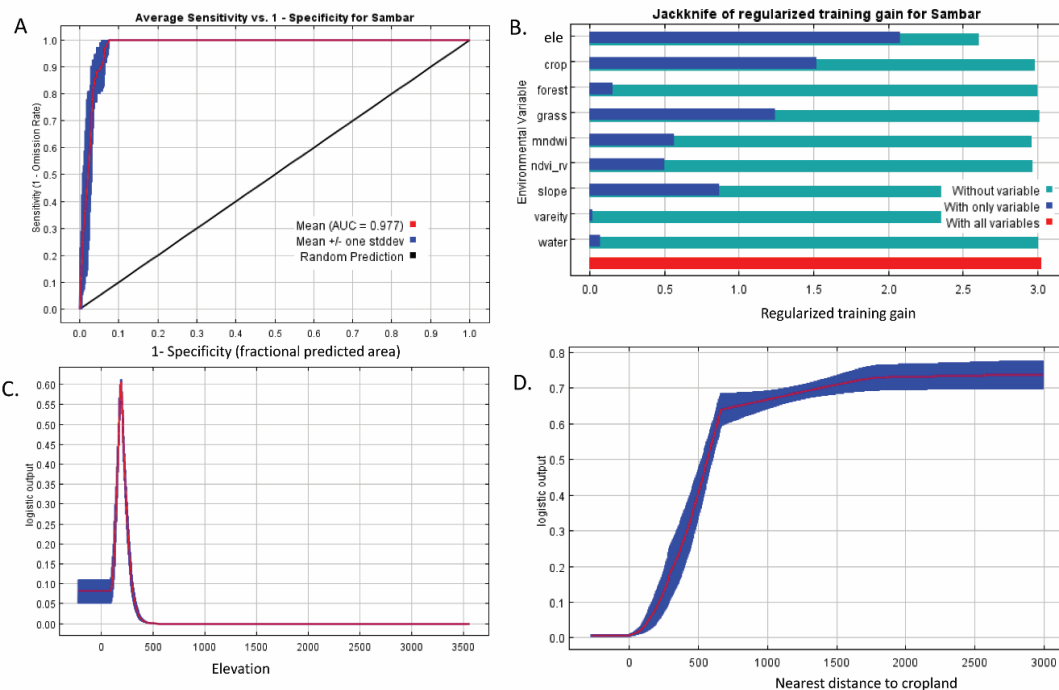 A
Average Sensitivity vs. 1 - Specificity for Sambar
Sensitivity (1 - Omission Rate)
1.0
0.9
0.8
0.7
0.6
0.5
0.4
0.3
0.2
0.1
0.0
Mean (AUC = 0.977)
Mean +/- one stddev
Random Prediction
0.0 0.1 0.2 0.3 0.4 0.5 0.6 0.7 0.8 0.9 1.0
1- Specificity (fractional predicted area)
B.
Jackknife of regularized training gain for Sambar
Environmental Variable
ele
crop
forest
grass
mndwi
ndvi_rv
slope
vareity
water
Without variable
With only variable
With all variables
0.0 0.5 1.0 1.5 2.0 2.5 3.0
Regularized training gain
C.
logistic output
0.60
0.55
0.50
0.45
0.40
0.35
0.30
0.25
0.20
0.15
0.10
0.05
0.00
0 500 1000 1500 2000 2500 3000 3500
Elevation
D.
logistic output
0.8
0.7
0.6
0.5
0.4
0.3
0.2
0.1
0.0
0 500 1000 1500 2000 2500 3000
Nearest distance to cropland